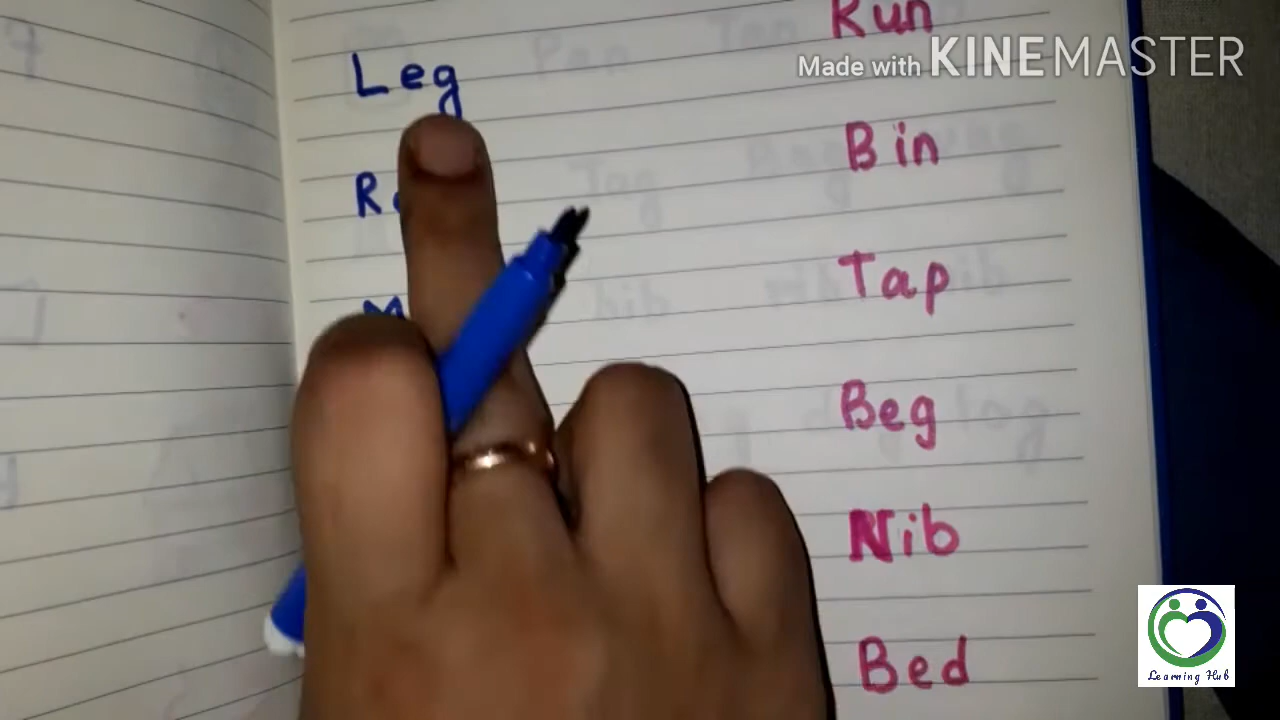 Run
Made with KINEMASTER
Leg
Bin
Tap
Beg
Nib
Bed
Learning Hub